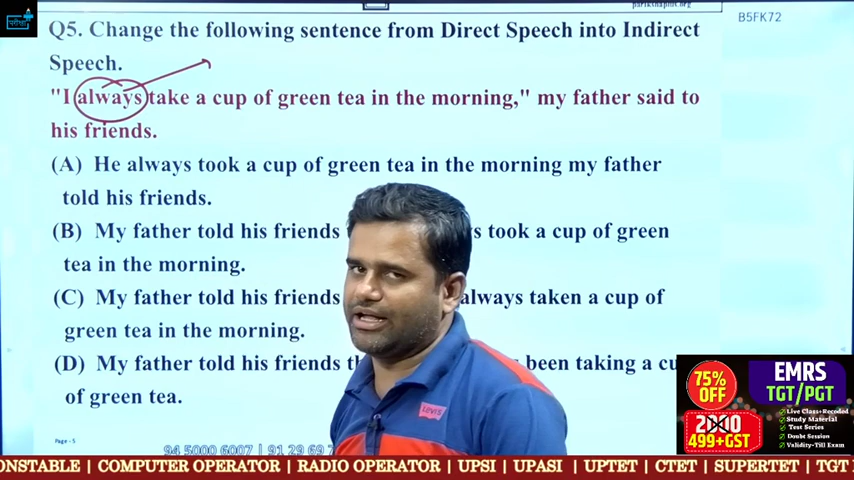 परीक्षा
parikshaplus.org
B5FK72
Q5. Change the following sentence from Direct Speech into Indirect
Speech.
"I always take a cup of green tea in the morning," my father said to
his friends.
(A) He always took a cup of green tea in the morning my father
told his friends.
(B) My father told his friends took a cup of green
tea in the morning.
(C) My father told his friends always taken a cup of
green tea in the morning.
(D) My father told his friends been taking a
of green tea.
LEVI'S
75%
OFF
EMRS
TGT/PGT
2000
499+GST
Live Class+Recoded
Study Material
Test Series
Doubt Session
Validity-Till Exam
Page - 5
94 5000 6007 | 91 29 69 7
ONSTABLE | COMPUTER OPERATOR | RADIO OPERATOR | UPSI | UPASI | UPTET | CTET | SUPERTET | TGT